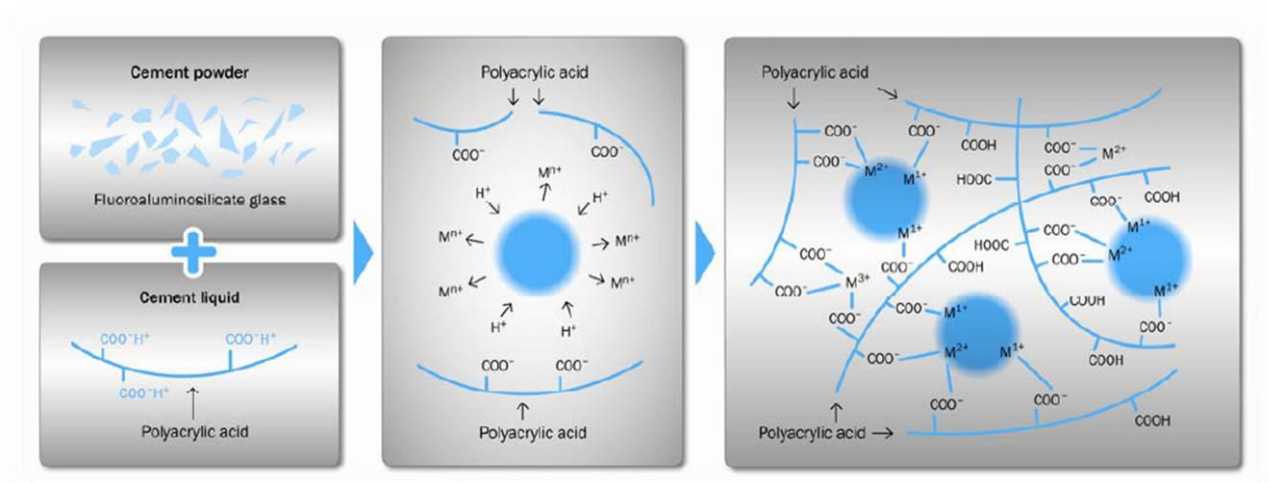 Cement powder
Fluoroaluminosilicate glass
Cement liquid
COO⁻H⁺
COO⁻H⁺
COO⁻H⁺
Polyacrylic acid
Polyacrylic acid
COO⁻
COO⁻
Mⁿ⁺
H⁺
H⁺
Mⁿ⁺
Mⁿ⁺
Mⁿ⁺
Mⁿ⁺
H⁺
H⁺
COO⁻
COO⁻
Polyacrylic acid
Polyacrylic acid
COO⁻
COO⁻
COOH
COO⁻
M²⁺
COO⁻
M²⁺
M¹⁺
COO⁻
HOOC
COOH
COO⁻
M¹⁺
M¹⁺
COO⁻
HOOC
COO⁻
M²⁺
COO⁻
COO⁻
COOH
M³⁺
COO⁻
M¹⁺
COOH
COO⁻
M¹⁺
COO⁻
COO⁻
M²⁺
M¹⁺
COO⁻
COOH
COO⁻
COO⁻
COOH
Polyacrylic acid